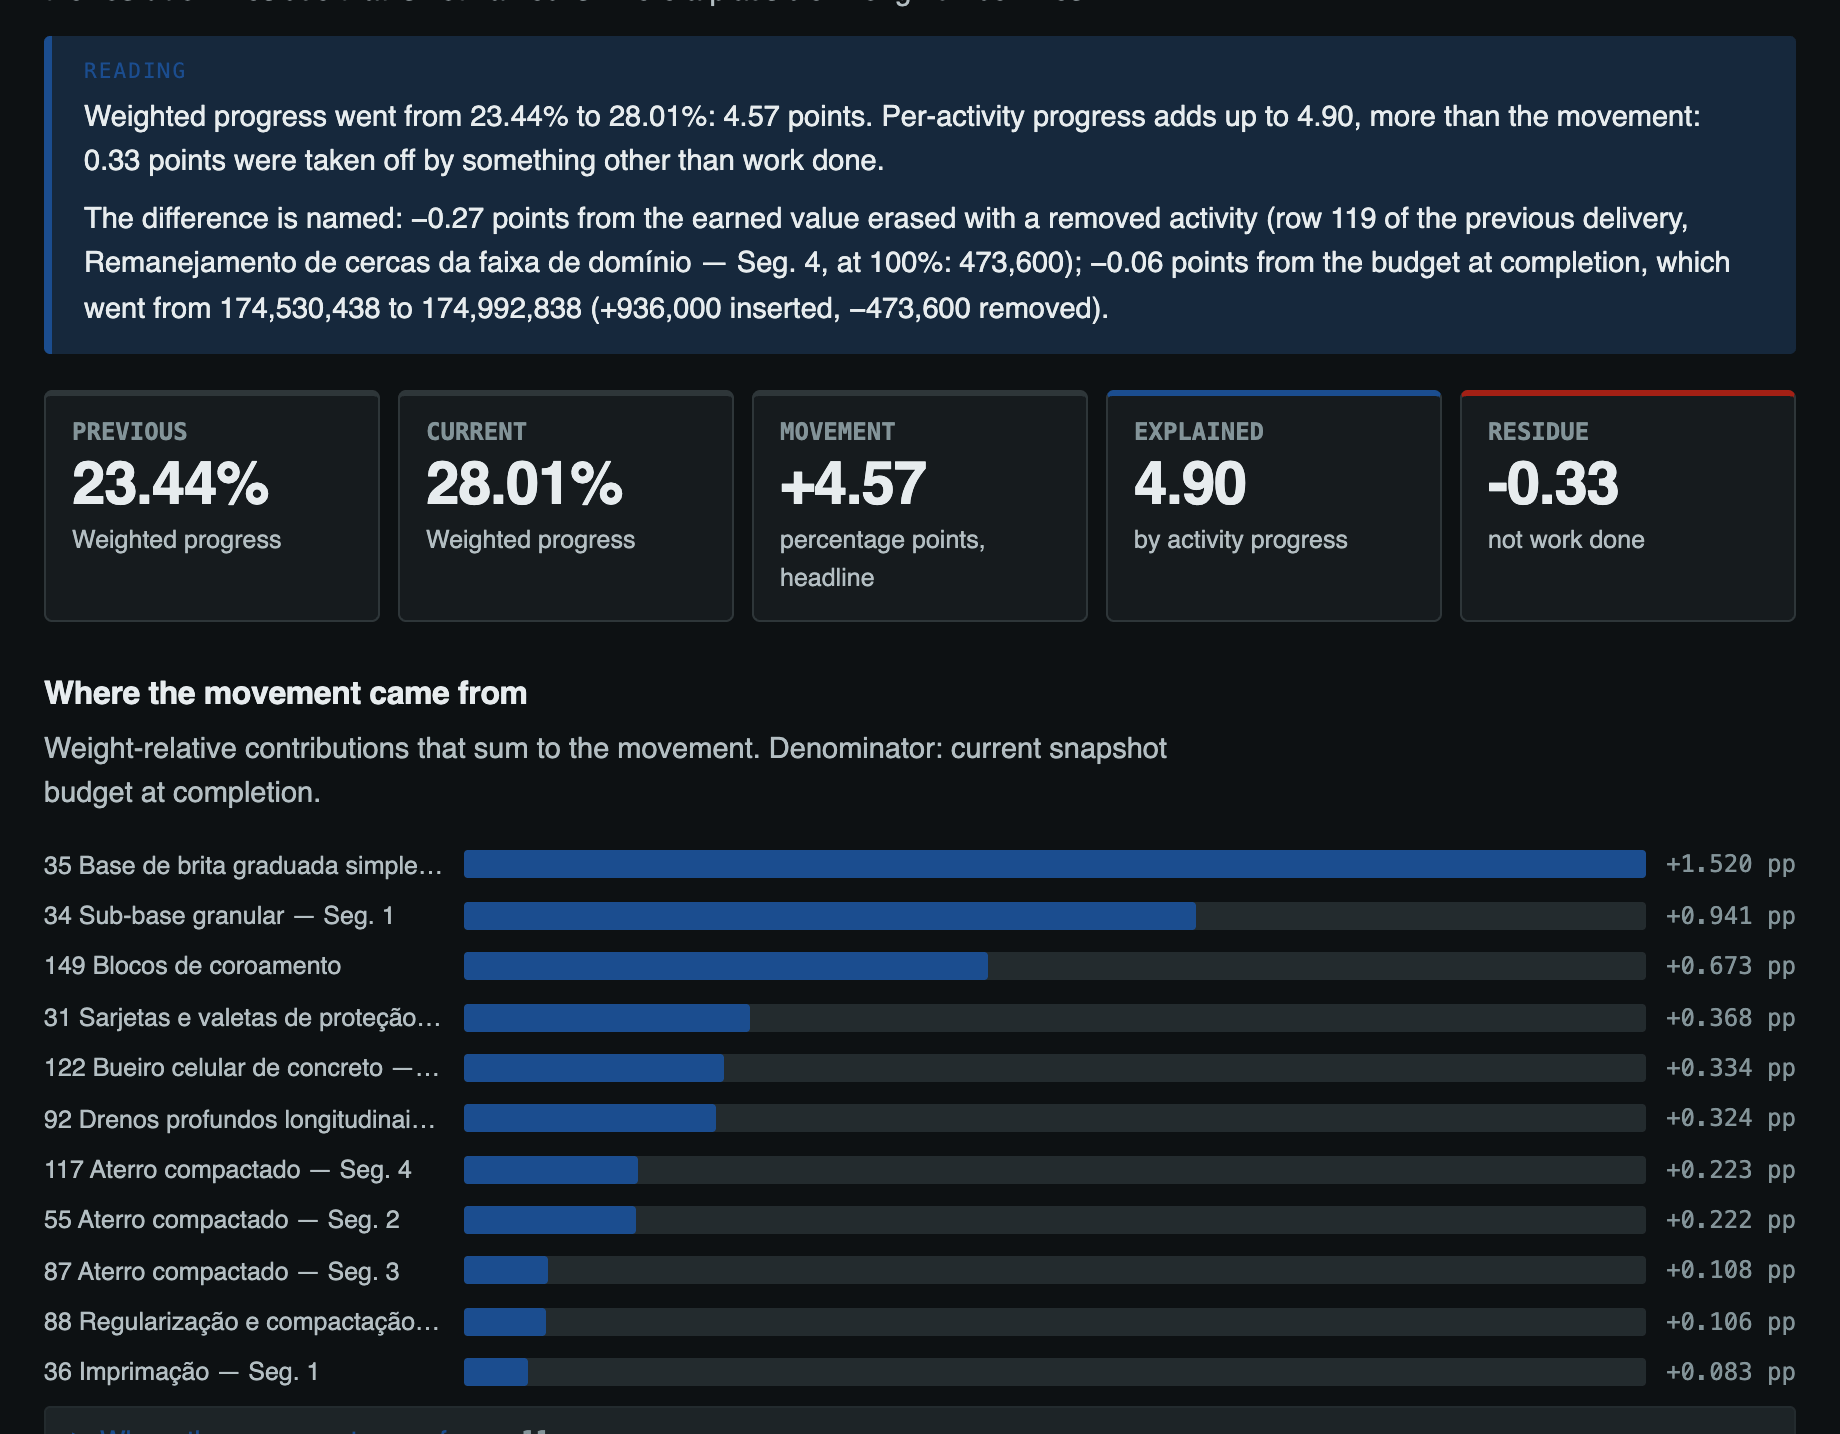 READING
Weighted progress went from 23.44% to 28.01%: 4.57 points. Per-activity progress adds up to 4.90, more than the movement:
0.33 points were taken off by something other than work done.
The difference is named: −0.27 points from the earned value erased with a removed activity (row 119 of the previous delivery,
Remanejamento de cercas da faixa de domínio — Seg. 4, at 100%: 473,600); −0.06 points from the budget at completion, which
went from 174,530,438 to 174,992,838 (+936,000 inserted, −473,600 removed).
PREVIOUS
23.44%
Weighted progress
CURRENT
28.01%
Weighted progress
MOVEMENT
+4.57
percentage points,
headline
EXPLAINED
4.90
by activity progress
RESIDUE
-0.33
not work done
Where the movement came from
Weight-relative contributions that sum to the movement. Denominator: current snapshot
budget at completion.
35 Base de brita graduada simple… +1.520 pp
34 Sub-base granular — Seg. 1 +0.941 pp
149 Blocos de coroamento +0.673 pp
31 Sarjetas e valetas de proteção… +0.368 pp
122 Bueiro celular de concreto —… +0.334 pp
92 Drenos profundos longitudinai… +0.324 pp
117 Aterro compactado — Seg. 4 +0.223 pp
55 Aterro compactado — Seg. 2 +0.222 pp
87 Aterro compactado — Seg. 3 +0.108 pp
88 Regularização e compactação… +0.106 pp
36 Imprimação — Seg. 1 +0.083 pp